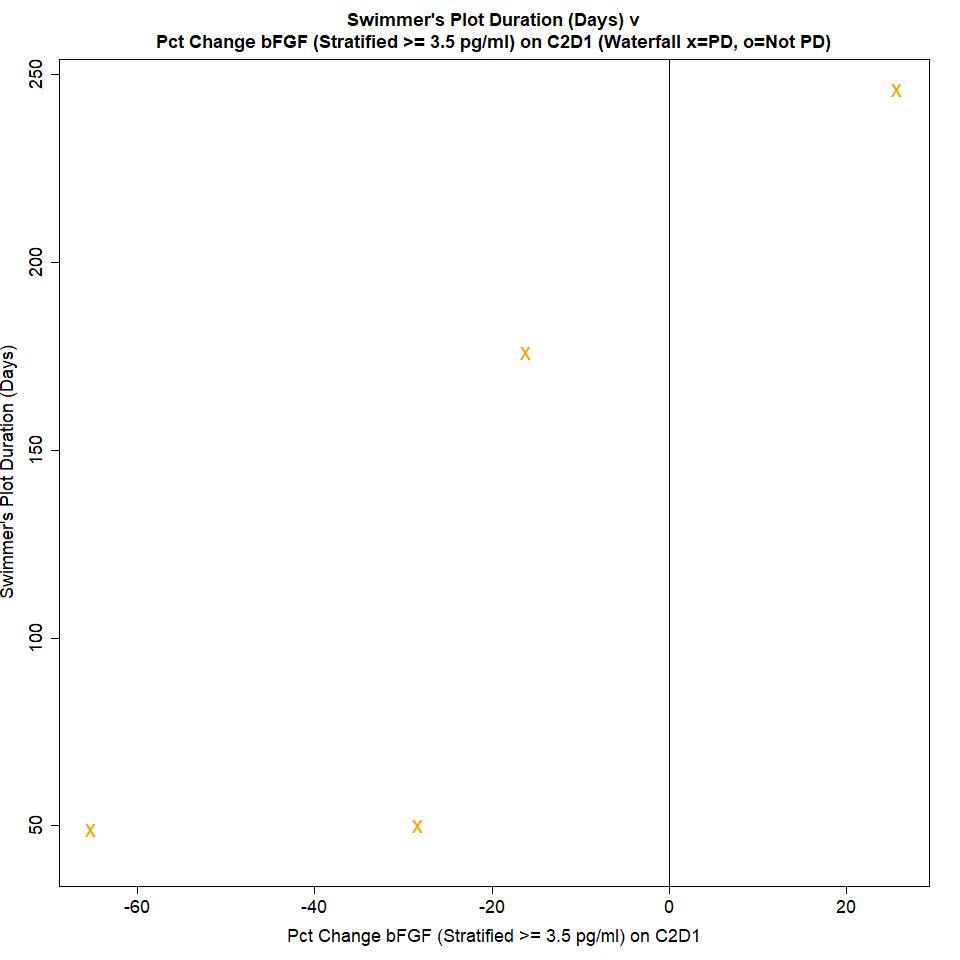 Swimmer's Plot Duration (Days) v
Pct Change bFGF (Stratified >= 3.5 pg/ml) on C2D1 (Waterfall x=PD, o=Not PD)
Swimmer's Plot Duration (Days)
250
200
150
100
50
X
X
X
X
-60
-40
-20
0
20
Pct Change bFGF (Stratified >= 3.5 pg/ml) on C2D1